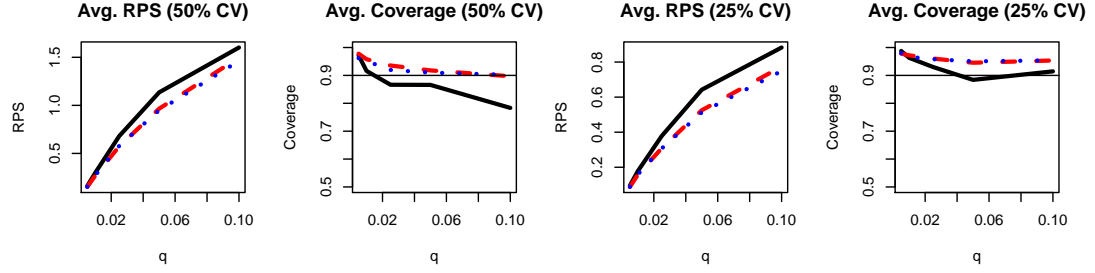 Avg. RPS (50% CV)
RPS
0.5 1.0 1.5
0.02 0.06 0.10
q
Avg. Coverage (50% CV)
Coverage
0.5 0.7 0.9
0.02 0.06 0.10
q
Avg. RPS (25% CV)
RPS
0.2 0.4 0.6 0.8
0.02 0.06 0.10
q
Avg. Coverage (25% CV)
Coverage
0.5 0.7 0.9
0.02 0.06 0.10
q